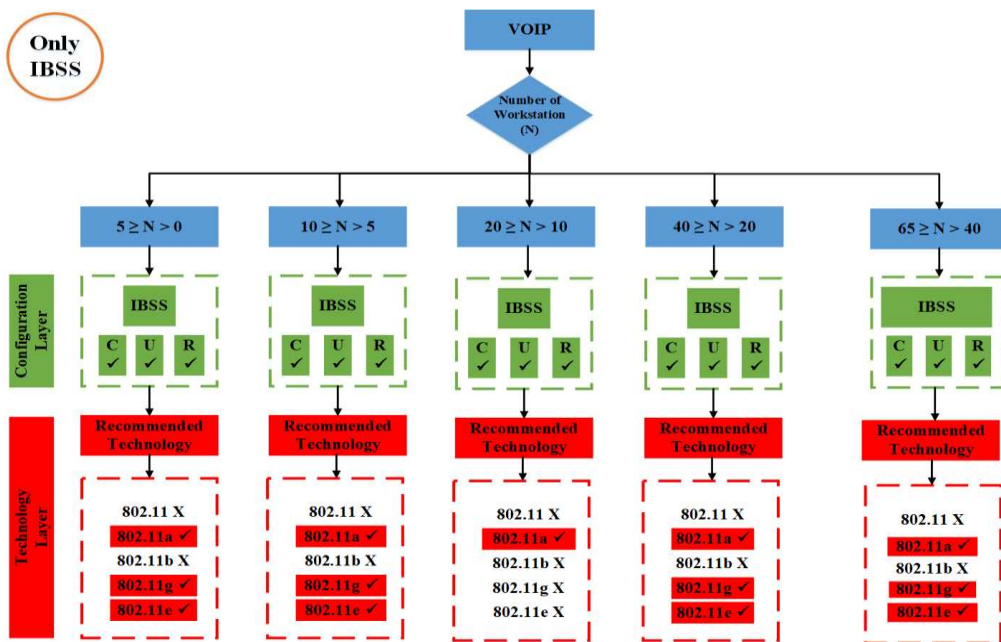 Only
IBSS
VOIP
Number of
Workstation
(N)
5 ≥ N > 0
10 ≥ N > 5
20 ≥ N > 10
40 ≥ N > 20
65 ≥ N > 40
Configuration
Layer
IBSS
C U R
✓ ✓ ✓
IBSS
C U R
✓ ✓ ✓
IBSS
C U R
✓ ✓ ✓
IBSS
C U R
✓ ✓ ✓
IBSS
C U R
✓ ✓ ✓
Technology
Layer
Recommended
Technology
802.11 X
802.11a ✓
802.11b X
802.11g ✓
802.11e ✓
Recommended
Technology
802.11 X
802.11a ✓
802.11b X
802.11g ✓
802.11e ✓
Recommended
Technology
802.11 X
802.11a ✓
802.11b X
802.11g X
802.11e X
Recommended
Technology
802.11 X
802.11a ✓
802.11b X
802.11g ✓
802.11e ✓
Recommended
Technology
802.11 X
802.11a ✓
802.11b X
802.11g ✓
802.11e ✓